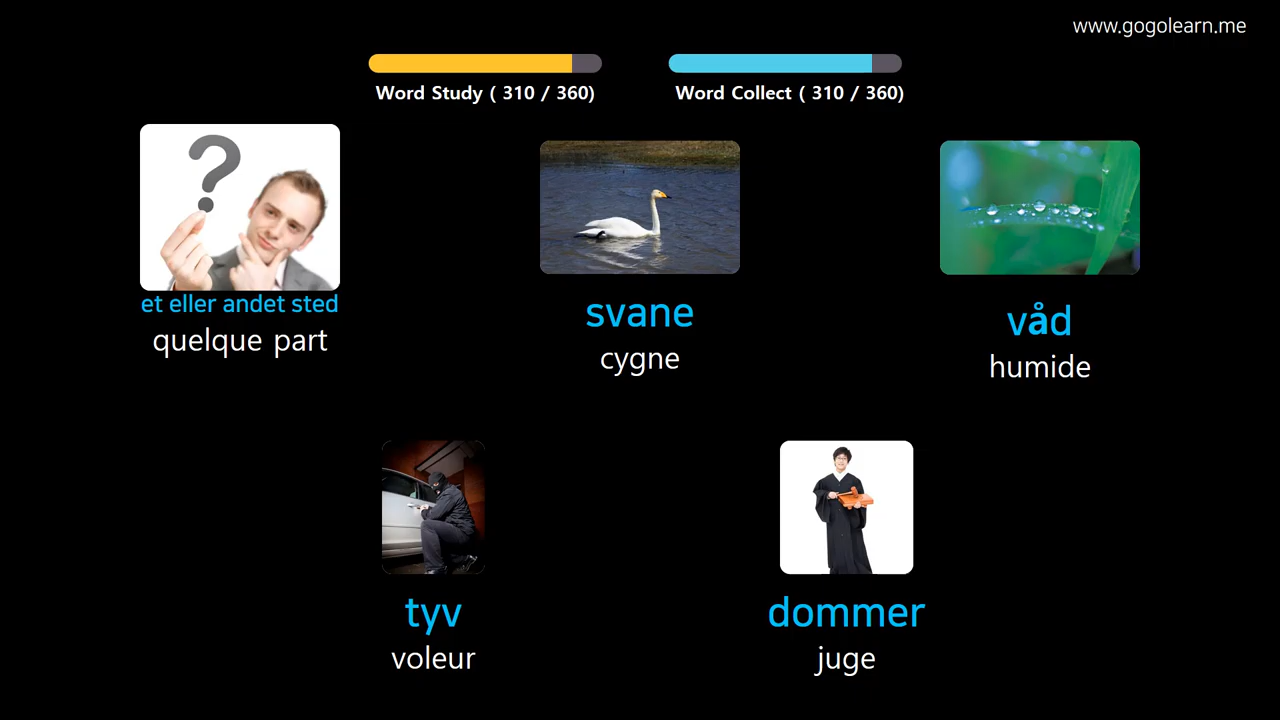 www.gogolearn.me
Word Study ( 310 / 360)
Word Collect ( 310 / 360)
et eller andet sted
quelque part
svane
cygne
våd
humide
tyv
voleur
dommer
juge